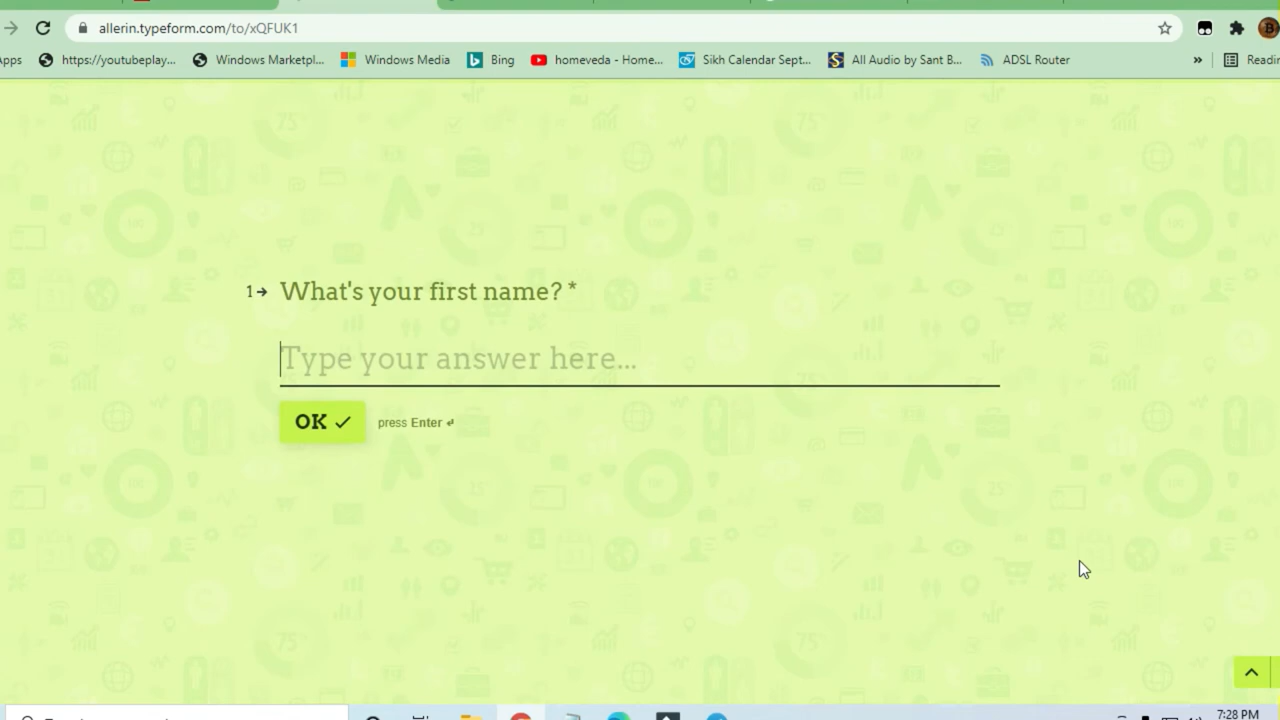 allerin.typeform.com/to/xQFUK1
Apps https://youtubeplay... Windows Marketpl... Windows Media Bing homeveda - Home... Sikh Calendar Sept... All Audio by Sant B... ADSL Router »
1→ What's your first name? *
Type your answer here...
OK press Enter ↵
7:28 PM